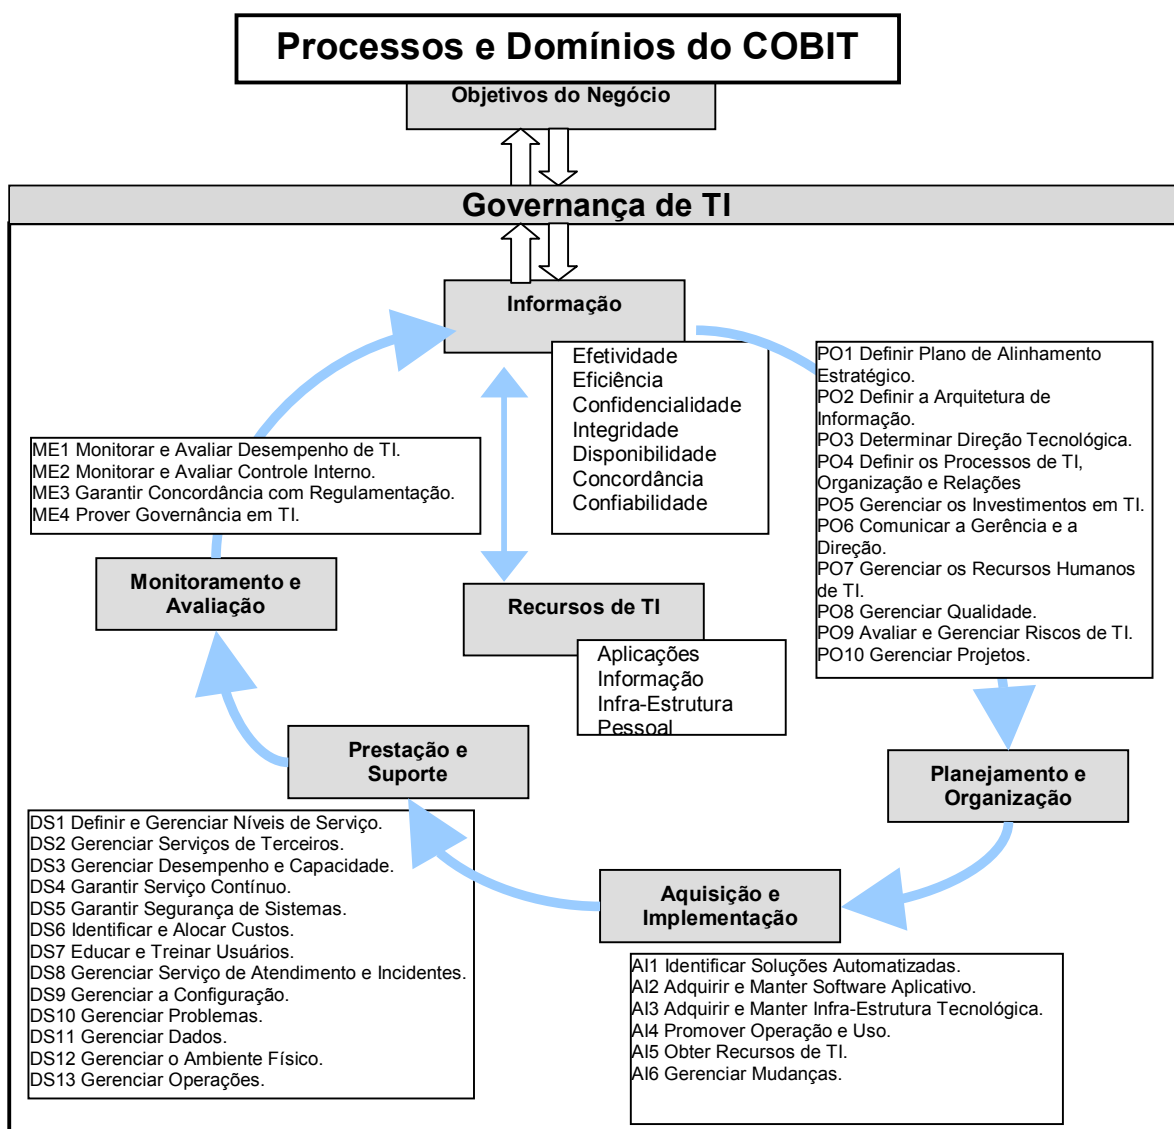 Processos e Domínios do COBIT
Objetivos do Negócio
Governança de TI
Informação
Efetividade
Eficiência
Confidencialidade
Integridade
Disponibilidade
Concordância
Confiabilidade
PO1 Definir Plano de Alinhamento
Estratégico.
PO2 Definir a Arquitetura de
Informação.
PO3 Determinar Direção Tecnológica.
PO4 Definir os Processos de TI,
Organização e Relações
PO5 Gerenciar os Investimentos em TI.
PO6 Comunicar a Gerência e a
Direção.
PO7 Gerenciar os Recursos Humanos
de TI.
PO8 Gerenciar Qualidade.
PO9 Avaliar e Gerenciar Riscos de TI.
PO10 Gerenciar Projetos.
ME1 Monitorar e Avaliar Desempenho de TI.
ME2 Monitorar e Avaliar Controle Interno.
ME3 Garantir Concordância com Regulamentação.
ME4 Prover Governância em TI.
Monitoramento e
Avaliação
Recursos de TI
Aplicações
Informação
Infra-Estrutura
Pessoal
Prestação e
Suporte
Planejamento e
Organização
DS1 Definir e Gerenciar Níveis de Serviço.
DS2 Gerenciar Serviços de Terceiros.
DS3 Gerenciar Desempenho e Capacidade.
DS4 Garantir Serviço Contínuo.
DS5 Garantir Segurança de Sistemas.
DS6 Identificar e Alocar Custos.
DS7 Educar e Treinar Usuários.
DS8 Gerenciar Serviço de Atendimento e Incidentes.
DS9 Gerenciar a Configuração.
DS10 Gerenciar Problemas.
DS11 Gerenciar Dados.
DS12 Gerenciar o Ambiente Físico.
DS13 Gerenciar Operações.
Aquisição e
Implementação
AI1 Identificar Soluções Automatizadas.
AI2 Adquirir e Manter Software Aplicativo.
AI3 Adquirir e Manter Infra-Estrutura Tecnológica.
AI4 Promover Operação e Uso.
AI5 Obter Recursos de TI.
AI6 Gerenciar Mudanças.